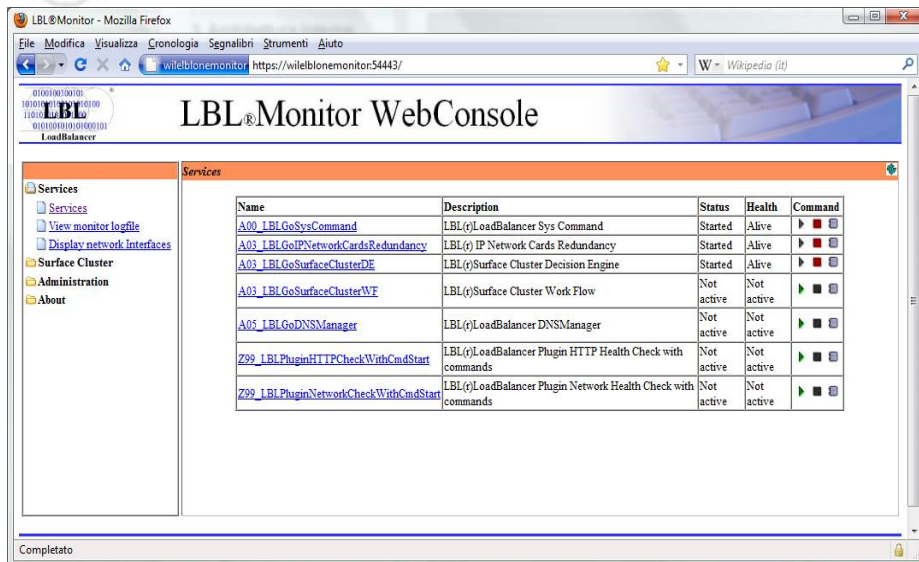 LBL®Monitor - Mozilla Firefox
File Modifica Visualizza Cronologia Segnalibri Strumenti Aiuto
wilelblonemonitor https://wilelblonemonitor:54443/
W Wikipedia (it)
010100100101
LBL ®
01010010101000101
LoadBalancer
LBL®Monitor WebConsole
Services
Services
Services
View monitor logfile
Display network Interfaces
Surface Cluster
Administration
About
Name Description Status Health Command
A00_LBLGoSysCommand LBL(r)LoadBalancer Sys Command Started Alive
A03_LBLGoIPNetworkCardsRedundancy LBL(r) IP Network Cards Redundancy Started Alive
A03_LBLGoSurfaceClusterDE LBL(r)Surface Cluster Decision Engine Started Alive
A03_LBLGoSurfaceClusterWF LBL(r)Surface Cluster Work Flow Not active Not active
A05_LBLGoDNSManager LBL(r)LoadBalancer DNSManager Not active Not active
Z99_LBLPluginHTTPCheckWithCmdStart LBL(r)LoadBalancer Plugin HTTP Health Check with commands Not active Not active
Z99_LBLPluginNetworkCheckWithCmdStart LBL(r)LoadBalancer Plugin Network Health Check with commands Not active Not active
Completato